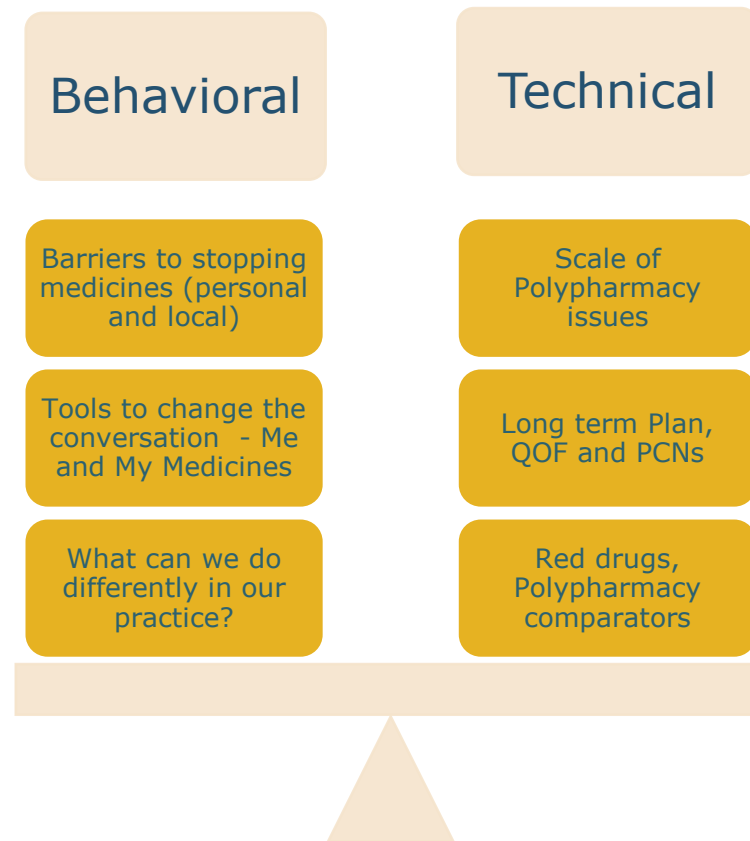 Behavioral
Barriers to stopping
medicines (personal
and local)
Tools to change the
conversation - Me
and My Medicines
What can we do
differently in our
practice?
Technical
Scale of
Polypharmacy
issues
Long term Plan,
QOF and PCNs
Red drugs,
Polypharmacy
comparators